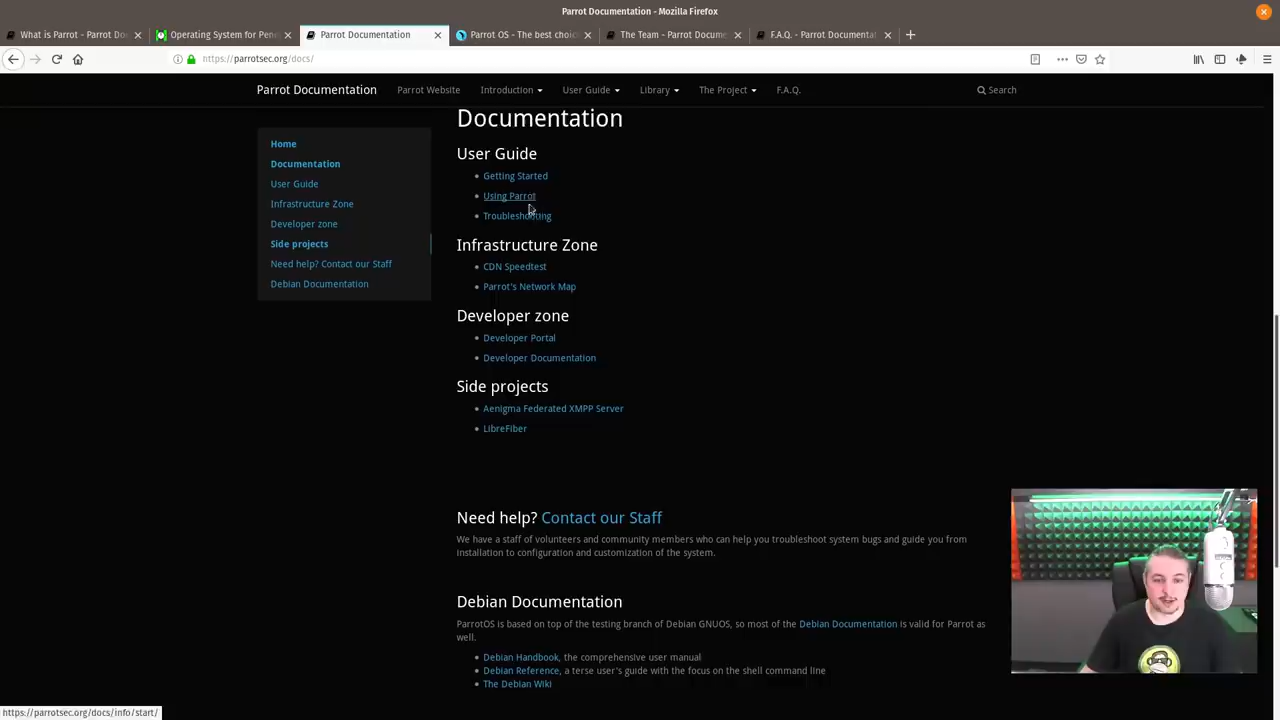 Parrot Documentation - Mozilla Firefox
What is Parrot - Parrot Do
Operating System for Pen
Parrot Documentation
Parrot OS - The best choic
The Team - Parrot Docume
F.A.Q. - Parrot Documentat
https://parrotsec.org/docs/
Parrot Documentation
Parrot Website
Introduction
User Guide
Library
The Project
F.A.Q.
Search
Home
Documentation
User Guide
Infrastructure Zone
Developer zone
Side projects
Need help? Contact our Staff
Debian Documentation
Documentation
User Guide
Getting Started
Using Parrot
Troubleshooting
Infrastructure Zone
CDN Speedtest
Parrot's Network Map
Developer zone
Developer Portal
Developer Documentation
Side projects
Aenigma Federated XMPP Server
LibreFiber
Need help? Contact our Staff
We have a staff of volunteers and community members who can help you troubleshoot system bugs and guide you from
installation to configuration and customization of the system.
Debian Documentation
ParrotOS is based on top of the testing branch of Debian GNUOS, so most of the Debian Documentation is valid for Parrot as
well.
Debian Handbook, the comprehensive user manual
Debian Reference, a terse user's guide with the focus on the shell command line
The Debian Wiki
https://parrotsec.org/docs/info/start/